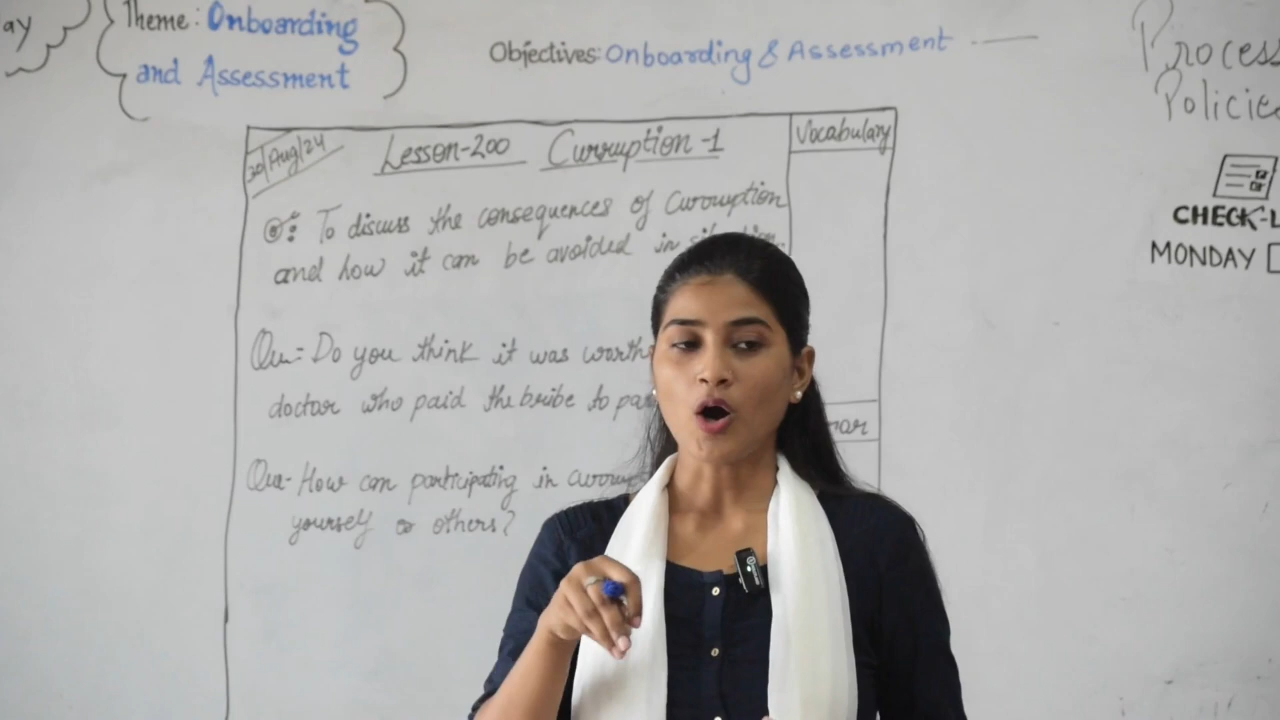 ay
Theme: Onboarding
and Assessment
Objectives: Onboarding & Assessment
Process
Policies
30/Aug/24
Lesson-200 Curruption-1
Vocabulary
To discuss the consequences of Curruption
and how it can be avoided in
Qu:- Do you think it was worth
doctor who paid the bribe to
Qu:- How can participating in
yourself or others?
CHECK-L
MONDAY